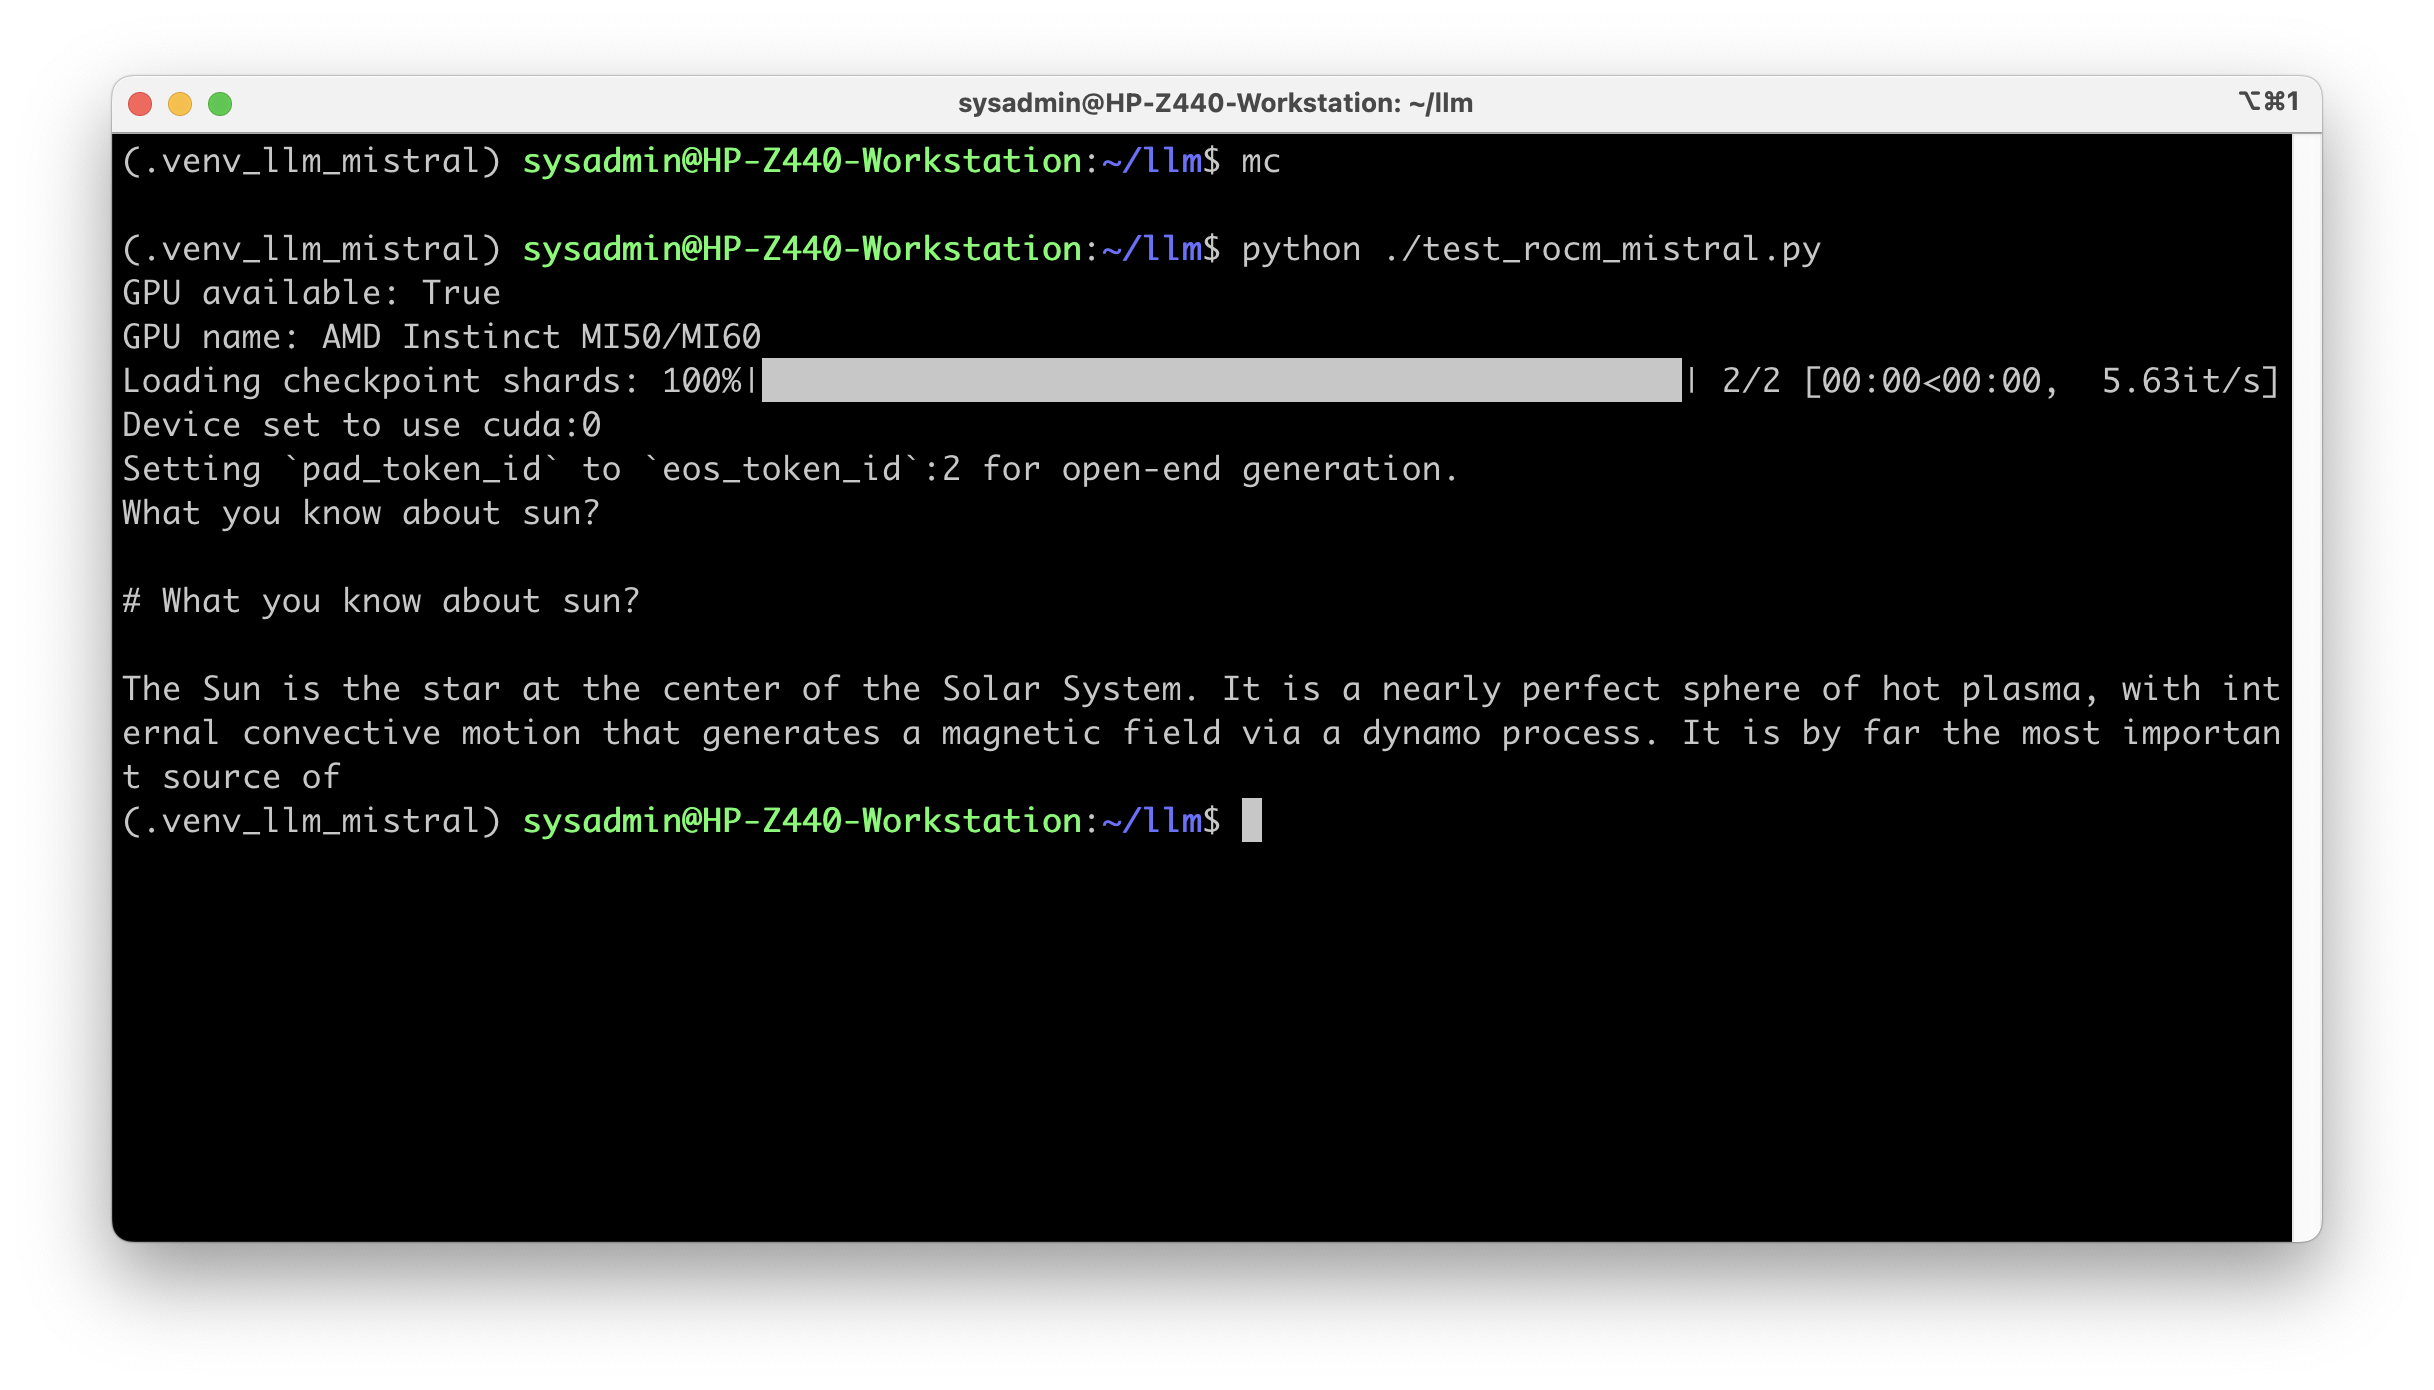 sysadmin@HP-Z440-Workstation: ~/llm
⌥⌘1
(.venv_llm_mistral) sysadmin@HP-Z440-Workstation:~/llm$ mc
(.venv_llm_mistral) sysadmin@HP-Z440-Workstation:~/llm$ python ./test_rocm_mistral.py
GPU available: True
GPU name: AMD Instinct MI50/MI60
Loading checkpoint shards: 100%|██████████████████████████████████████████████| 2/2 [00:00<00:00,  5.63it/s]
Device set to use cuda:0
Setting `pad_token_id` to `eos_token_id`:2 for open-end generation.
What you know about sun?
# What you know about sun?
The Sun is the star at the center of the Solar System. It is a nearly perfect sphere of hot plasma, with int
ernal convective motion that generates a magnetic field via a dynamo process. It is by far the most importan
t source of
(.venv_llm_mistral) sysadmin@HP-Z440-Workstation:~/llm$